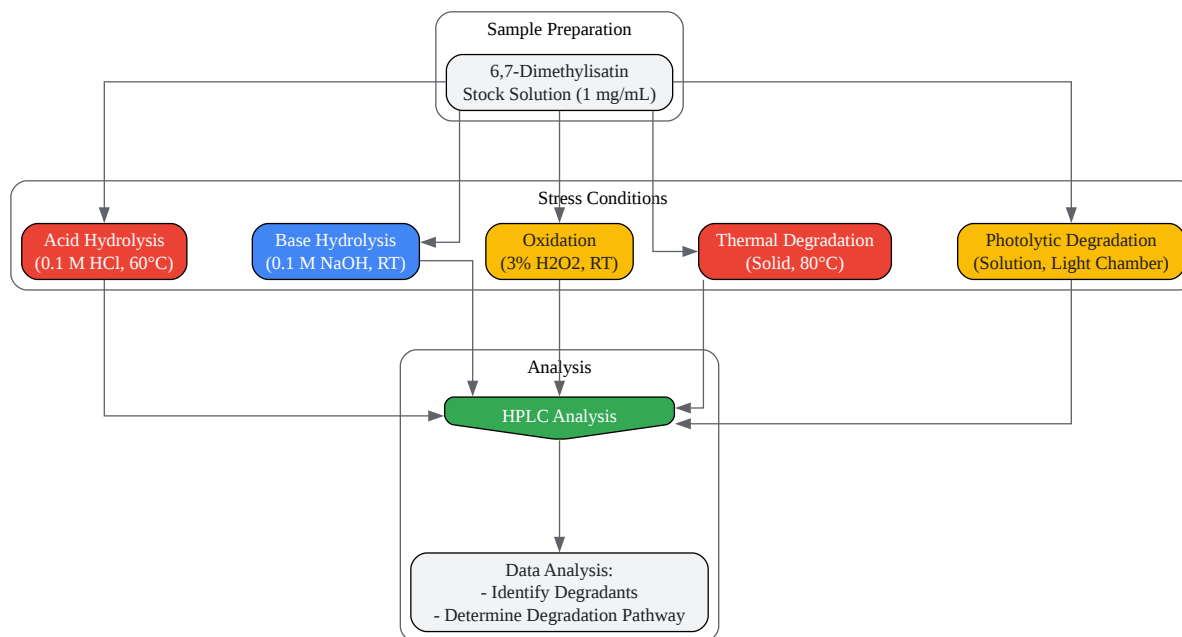 Sample Preparation
6,7-Dimethylisatin
Stock Solution (1 mg/mL)
Stress Conditions
Acid Hydrolysis
(0.1 M HCl, 60°C)
Base Hydrolysis
(0.1 M NaOH, RT)
Oxidation
(3% H2O2, RT)
Thermal Degradation
(Solid, 80°C)
Photolytic Degradation
(Solution, Light Chamber)
Analysis
HPLC Analysis
Data Analysis:
- Identify Degradants
- Determine Degradation Pathway